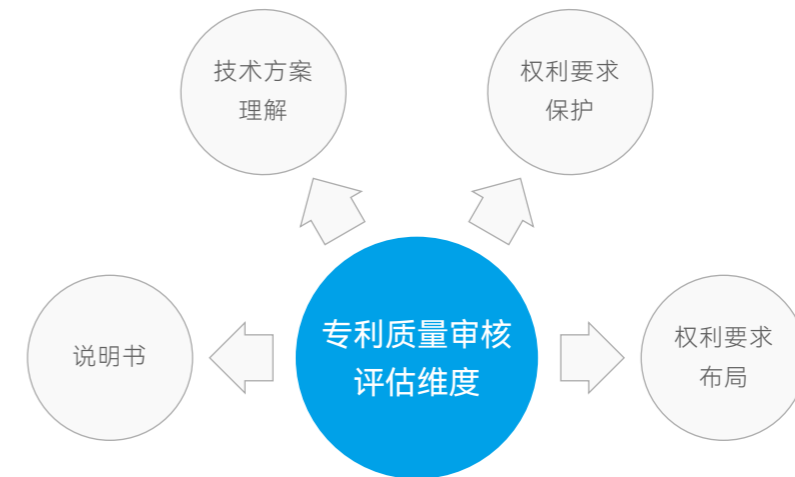 技术方案
理解
权利要求
保护
说明书
专利质量审核
评估维度
权利要求
布局